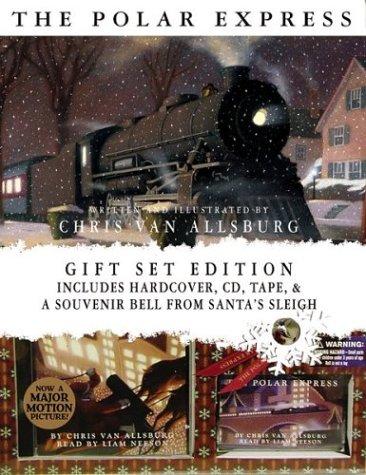 THE POLAR EXPRESS
WRITTEN AND ILLUSTRATED BY
CHRIS VAN ALLSBURG
GIFT SET EDITION
INCLUDES HARDCOVER, CD, TAPE, &
A SOUVENIR BELL FROM SANTA'S SLEIGH
NOW A
MAJOR
MOTION
PICTURE!
BY CHRIS VAN ALLSBURG
READ BY LIAM NEESON
WARNING:
POLAR EXPRESS
BY CHRIS VAN ALLSBURG
READ BY LIAM NEESON